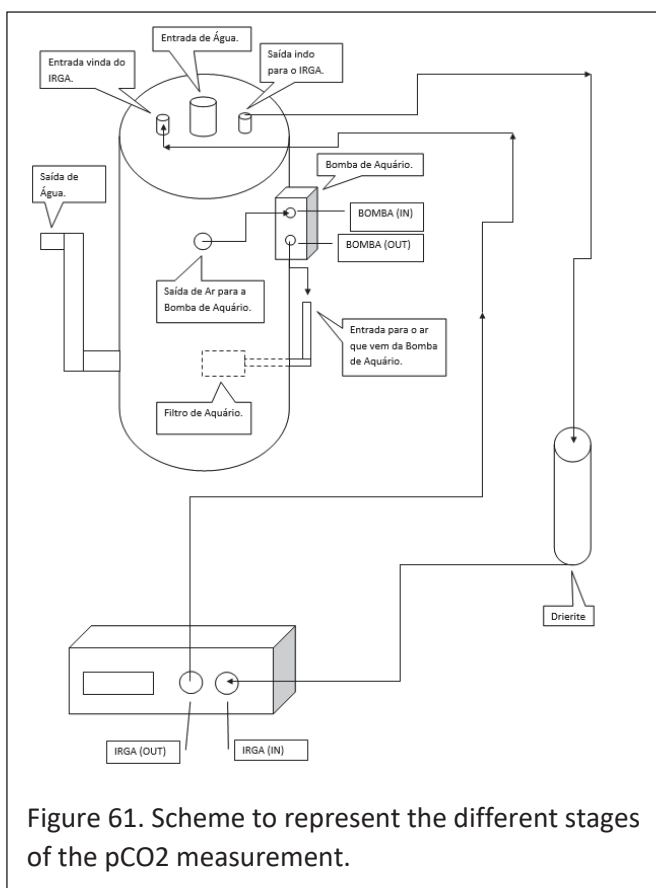 Entrada de Água.
Entrada vinda do
IRGA.
Saída indo
para o IRGA.
Saída de
Água.
Bomba de Aquário.
BOMBA (IN)
BOMBA (OUT)
Saída de Ar para a
Bomba de Aquário.
Entrada para o ar
que vem da Bomba
de Aquário.
Filtro de Aquário.
Drierite
IRGA (OUT)
IRGA (IN)
Figure 61. Scheme to represent the different stages
of the pCO2 measurement.